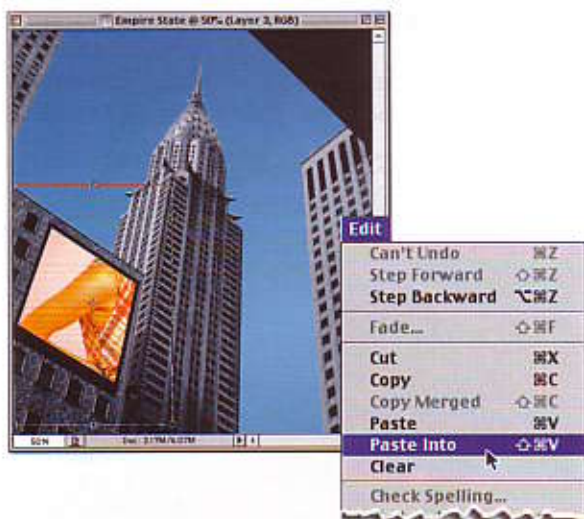 Empire State @ 50% (Layer 3, RGB)
50%
Edit
Can't Undo ⌘Z
Step Forward ⇧⌘Z
Step Backward ⌥⌘Z
Fade... ⇧⌘F
Cut ⌘X
Copy ⌘C
Copy Merged ⇧⌘C
Paste ⌘V
Paste Into ⇧⌘V
Clear
Check Spelling...